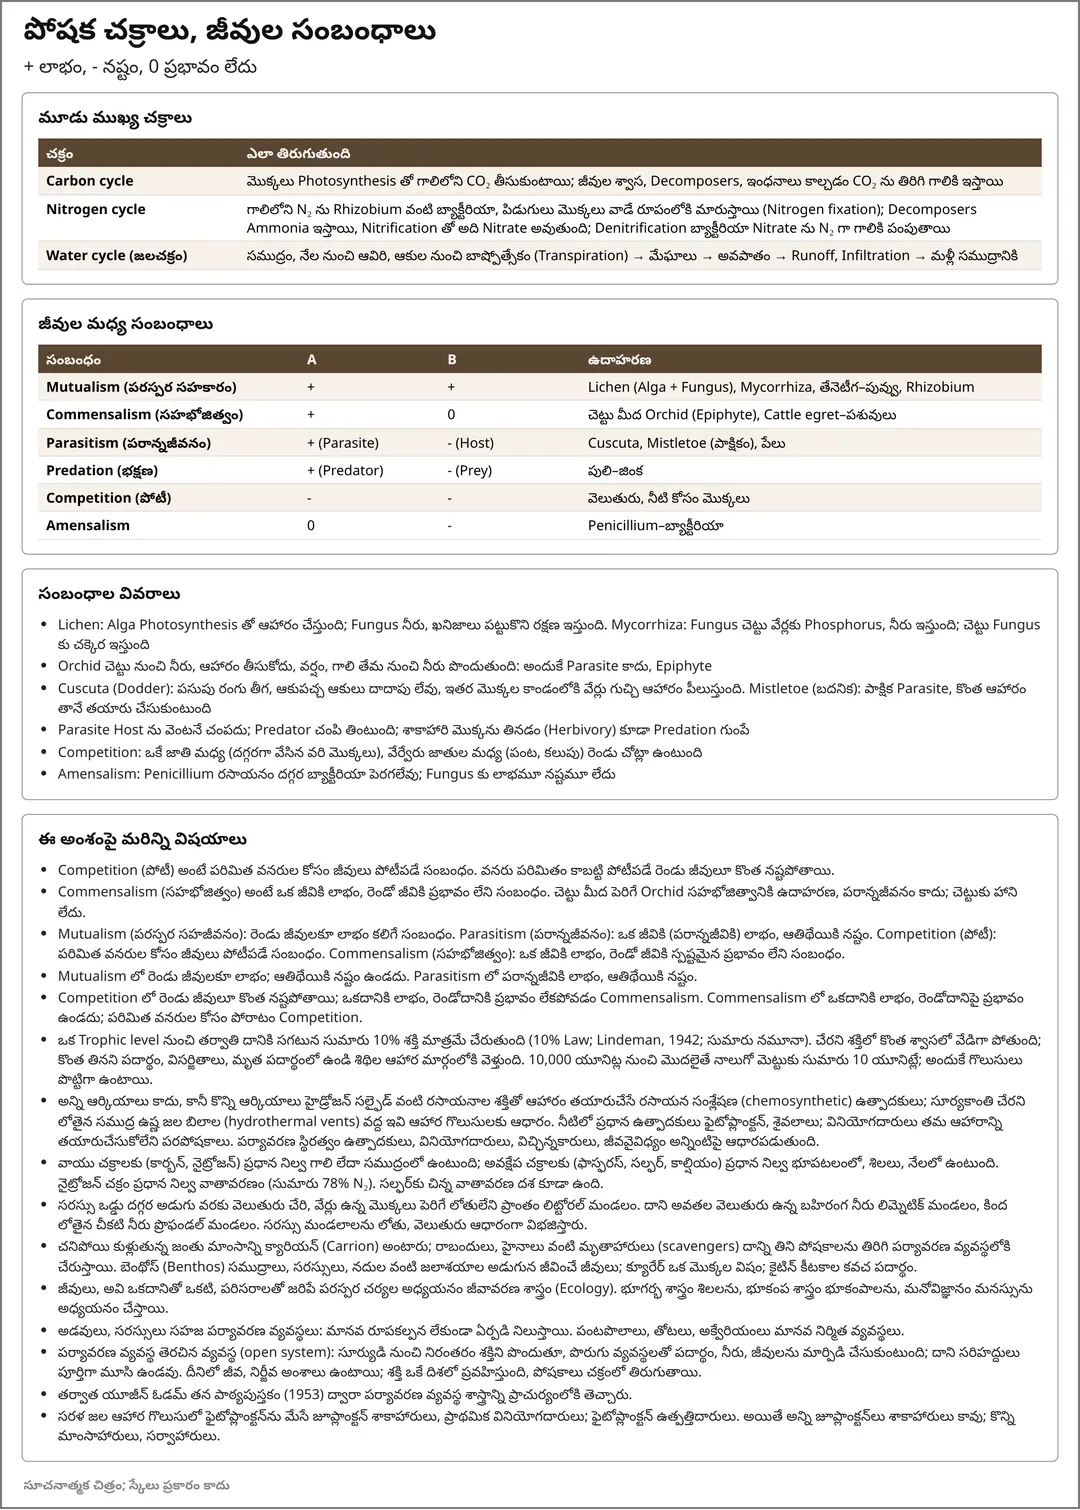 పోషక చక్రాలు, జీవుల సంబంధాలు
+ లాభం, - నష్టం, 0 ప్రభావం లేదు
మూడు ముఖ్య చక్రాలు
చక్రం ఎలా తిరుగుతుంది
Carbon cycle మొక్కలు Photosynthesis తో గాలిలోని CO₂ తీసుకుంటాయి; జీవుల శ్వాస, Decomposers, ఇంధనాలు కాల్చడం CO₂ ను తిరిగి గాలికి ఇస్తాయి
Nitrogen cycle గాలిలోని N₂ ను Rhizobium వంటి బ్యాక్టీరియా, పిడుగులు మొక్కలు వాడే రూపంలోకి మారుస్తాయి (Nitrogen fixation); Decomposers
Ammonia ఇస్తాయి, Nitrification తో అది Nitrate అవుతుంది; Denitrification బ్యాక్టీరియా Nitrate ను N₂ గా గాలికి పంపుతాయి
Water cycle (జలచక్రం) సముద్రం, నేల నుంచి ఆవిరి, ఆకుల నుంచి బాష్పోత్సేకం (Transpiration) → మేఘాలు → అవపాతం → Runoff, Infiltration → మళ్లీ సముద్రానికి
జీవుల మధ్య సంబంధాలు
సంబంధం A B ఉదాహరణ
Mutualism (పరస్పర సహకారం) + + Lichen (Alga + Fungus), Mycorrhiza, తేనెటీగ–పువ్వు, Rhizobium
Commensalism (సహభోజిత్వం) + 0 చెట్టు మీద Orchid (Epiphyte), Cattle egret–పశువులు
Parasitism (పరాన్నజీవనం) + (Parasite) - (Host) Cuscuta, Mistletoe (పాక్షికం), పేలు
Predation (భక్షణ) + (Predator) - (Prey) పులి–జింక
Competition (పోటీ) - - వెలుతురు, నీటి కోసం మొక్కలు
Amensalism 0 - Penicillium–బ్యాక్టీరియా
సంబంధాల వివరాలు
• Lichen: Alga Photosynthesis తో ఆహారం చేస్తుంది; Fungus నీరు, ఖనిజాలు పట్టుకొని రక్షణ ఇస్తుంది. Mycorrhiza: Fungus చెట్టు వేర్లకు Phosphorus, నీరు ఇస్తుంది; చెట్టు Fungus
కు చక్కెర ఇస్తుంది
• Orchid చెట్టు నుంచి నీరు, ఆహారం తీసుకోదు, వర్షం, గాలి తేమ నుంచి నీరు పొందుతుంది: అందుకే Parasite కాదు, Epiphyte
• Cuscuta (Dodder): పసుపు రంగు తీగ, ఆకుపచ్చ ఆకులు దాదాపు లేవు, ఇతర మొక్కల కాండంలోకి వేర్లు గుచ్చి ఆహారం పీలుస్తుంది. Mistletoe (బదనిక): పాక్షిక Parasite, కొంత ఆహారం
తానే తయారు చేసుకుంటుంది
• Parasite Host ను వెంటనే చంపదు; Predator చంపి తింటుంది; శాకాహారి మొక్కను తినడం (Herbivory) కూడా Predation గుంపే
• Competition: ఒకే జాతి మధ్య (దగ్గరగా వేసిన వరి మొక్కలు), వేర్వేరు జాతుల మధ్య (పంట, కలుపు) రెండు చోట్లా ఉంటుంది
• Amensalism: Penicillium రసాయనం దగ్గర బ్యాక్టీరియా పెరగలేవు; Fungus కు లాభమూ నష్టమూ లేదు
ఈ అంశంపై మరిన్ని విషయాలు
• Competition (పోటీ) అంటే పరిమిత వనరుల కోసం జీవులు పోటీపడే సంబంధం. వనరు పరిమితం కాబట్టి పోటీపడే రెండు జీవులూ కొంత నష్టపోతాయి.
• Commensalism (సహభోజిత్వం) అంటే ఒక జీవికి లాభం, రెండో జీవికి ప్రభావం లేని సంబంధం. చెట్టు మీద పెరిగే Orchid సహభోజిత్వానికి ఉదాహరణ, పరాన్నజీవనం కాదు; చెట్టుకు హాని
లేదు.
• Mutualism (పరస్పర సహజీవనం): రెండు జీవులకూ లాభం కలిగే సంబంధం. Parasitism (పరాన్నజీవనం): ఒక జీవికి (పరాన్నజీవికి) లాభం, ఆతిథేయికి నష్టం. Competition (పోటీ):
పరిమిత వనరుల కోసం జీవులు పోటీపడే సంబంధం. Commensalism (సహభోజిత్వం): ఒక జీవికి లాభం, రెండో జీవికి స్పష్టమైన ప్రభావం లేని సంబంధం.
• Mutualism లో రెండు జీవులకూ లాభం; ఆతిథేయికి నష్టం ఉండదు. Parasitism లో పరాన్నజీవికి లాభం, ఆతిథేయికి నష్టం.
• Competition లో రెండు జీవులూ కొంత నష్టపోతాయి; ఒకదానికి లాభం, రెండోదానికి ప్రభావం లేకపోవడం Commensalism. Commensalism లో ఒకదానికి లాభం, రెండోదానిపై ప్రభావం
ఉండదు; పరిమిత వనరుల కోసం పోరాటం Competition.
• ఒక Trophic level నుంచి తర్వాతి దానికి సగటున సుమారు 10% శక్తి మాత్రమే చేరుతుంది (10% Law; Lindeman, 1942; సుమారు నమూనా). చేరని శక్తిలో కొంత శ్వాసలో వేడిగా పోతుంది;
కొంత తినని పదార్థం, విసర్జితాలు, మృత పదార్థంలో ఉండి శిథిల ఆహార మార్గంలోకి వెళ్తుంది. 10,000 యూనిట్ల నుంచి మొదలైతే నాలుగో మెట్టుకు సుమారు 10 యూనిట్లే; అందుకే గొలుసులు
పొట్టిగా ఉంటాయి.
• అన్ని ఆర్కియాలు కాదు, కానీ కొన్ని ఆర్కియాలు హైడ్రోజన్ సల్ఫైడ్ వంటి రసాయనాల శక్తితో ఆహారం తయారుచేసే రసాయన సంశ్లేషణ (chemosynthetic) ఉత్పాదకులు; సూర్యకాంతి చేరని
లోతైన సముద్ర ఉష్ణ జల బిలాల (hydrothermal vents) వద్ద ఇవి ఆహార గొలుసులకు ఆధారం. నీటిలో ప్రధాన ఉత్పాదకులు ఫైటోప్లాంక్టన్, శైవలాలు; వినియోగదారులు తమ ఆహారాన్ని
తయారుచేసుకోలేని పరపోషకాలు. పర్యావరణ స్థిరత్వం ఉత్పాదకులు, వినియోగదారులు, విచ్ఛిన్నకారులు, జీవవైవిధ్యం అన్నింటిపై ఆధారపడుతుంది.
• వాయు చక్రాలకు (కార్బన్, నైట్రోజన్) ప్రధాన నిల్వ గాలి లేదా సముద్రంలో ఉంటుంది; అవక్షేప చక్రాలకు (ఫాస్ఫరస్, సల్ఫర్, కాల్షియం) ప్రధాన నిల్వ భూపటలంలో, శిలలు, నేలలో ఉంటుంది.
నైట్రోజన్ చక్రం ప్రధాన నిల్వ వాతావరణం (సుమారు 78% N₂). సల్ఫర్‌కు చిన్న వాతావరణ దశ కూడా ఉంది.
• సరస్సు ఒడ్డు దగ్గర అడుగు వరకు వెలుతురు చేరి, వేర్లు ఉన్న మొక్కలు పెరిగే లోతులేని ప్రాంతం లిట్టోరల్ మండలం. దాని అవతల వెలుతురు ఉన్న బహిరంగ నీరు లిమ్నెటిక్ మండలం, కింద
లోతైన చీకటి నీరు ప్రొఫండల్ మండలం. సరస్సు మండలాలను లోతు, వెలుతురు ఆధారంగా విభజిస్తారు.
• చనిపోయి కుళ్లుతున్న జంతు మాంసాన్ని క్యారియన్ (Carrion) అంటారు; రాబందులు, హైనాలు వంటి మృతాహారులు (scavengers) దాన్ని తిని పోషకాలను తిరిగి పర్యావరణ వ్యవస్థలోకి
చేరుస్తాయి. బెంథోస్ (Benthos) సముద్రాలు, సరస్సులు, నదుల వంటి జలాశయాల అడుగున జీవించే జీవులు; క్యూరేర్ ఒక మొక్కల విషం; కైటిన్ కీటకాల కవచ పదార్థం.
• జీవులు, అవి ఒకదానితో ఒకటి, పరిసరాలతో జరిపే పరస్పర చర్యల అధ్యయనం జీవావరణ శాస్త్రం (Ecology). భూగర్భ శాస్త్రం శిలలను, భూకంప శాస్త్రం భూకంపాలను, మనోవిజ్ఞానం మనస్సును
అధ్యయనం చేస్తాయి.
• అడవులు, సరస్సులు సహజ పర్యావరణ వ్యవస్థలు: మానవ రూపకల్పన లేకుండా ఏర్పడి నిలుస్తాయి. పంటపొలాలు, తోటలు, అక్వేరియంలు మానవ నిర్మిత వ్యవస్థలు.
• పర్యావరణ వ్యవస్థ తెరచిన వ్యవస్థ (open system): సూర్యుడి నుంచి నిరంతరం శక్తిని పొందుతూ, పొరుగు వ్యవస్థలతో పదార్థం, నీరు, జీవులను మార్పిడి చేసుకుంటుంది; దాని సరిహద్దులు
పూర్తిగా మూసి ఉండవు. దీనిలో జీవ, నిర్జీవ అంశాలు ఉంటాయి; శక్తి ఒకే దిశలో ప్రవహిస్తుంది, పోషకాలు చక్రంలో తిరుగుతాయి.
• తర్వాత యూజీన్ ఓడమ్ తన పాఠ్యపుస్తకం (1953) ద్వారా పర్యావరణ వ్యవస్థ శాస్త్రాన్ని ప్రాచుర్యంలోకి తెచ్చారు.
• సరళ జల ఆహార గొలుసులో ఫైటోప్లాంక్టన్‌ను మేసే జూప్లాంక్టన్ శాకాహారులు, ప్రాథమిక వినియోగదారులు; ఫైటోప్లాంక్టన్ ఉత్పత్తిదారులు. అయితే అన్ని జూప్లాంక్టన్‌లు శాకాహారులు కావు; కొన్ని
మాంసాహారులు, సర్వాహారులు.
సూచనాత్మక చిత్రం; స్కేలు ప్రకారం కాదు